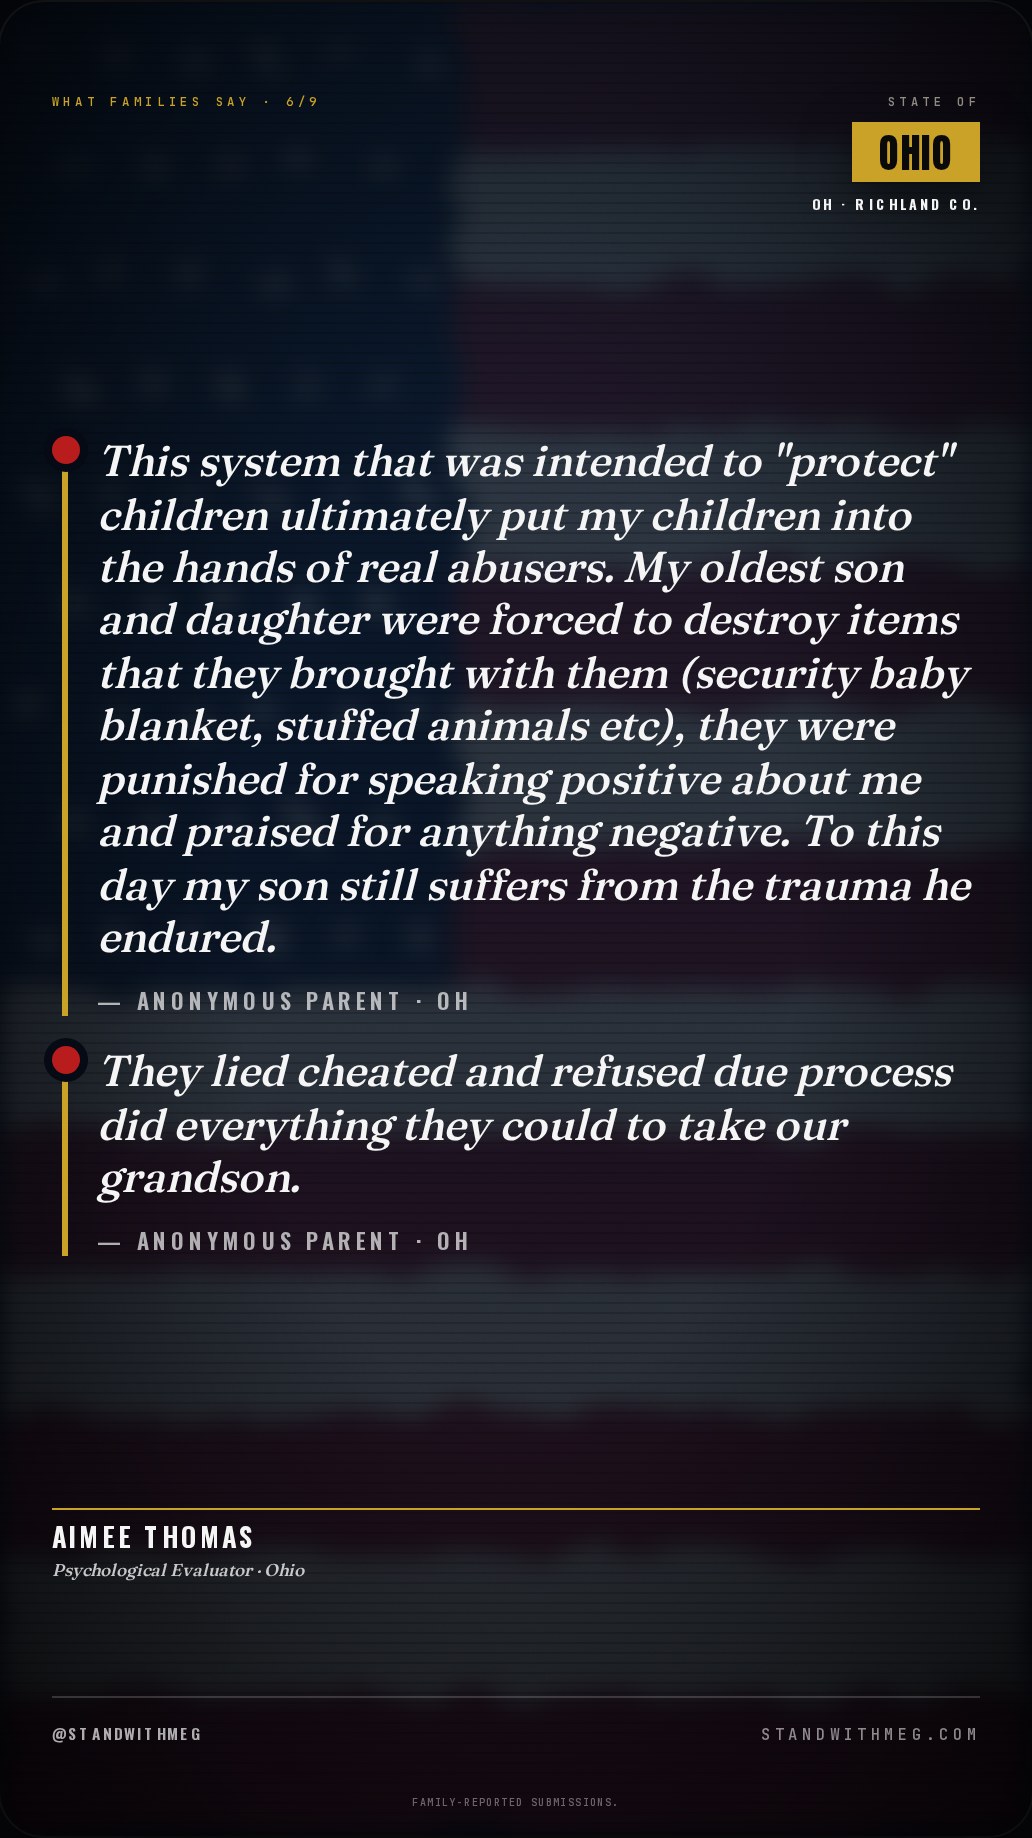 WHAT FAMILIES SAY · 6/9
STATE OF
OHIO
OH · RICHLAND CO.
This system that was intended to "protect"
children ultimately put my children into
the hands of real abusers. My oldest son
and daughter were forced to destroy items
that they brought with them (security baby
blanket, stuffed animals etc), they were
punished for speaking positive about me
and praised for anything negative. To this
day my son still suffers from the trauma he
endured.
— ANONYMOUS PARENT · OH
They lied cheated and refused due process
did everything they could to take our
grandson.
— ANONYMOUS PARENT · OH
AIMEE THOMAS
Psychological Evaluator · Ohio
@STANDWITHMEG
STANDWITHMEG.COM
FAMILY-REPORTED SUBMISSIONS.